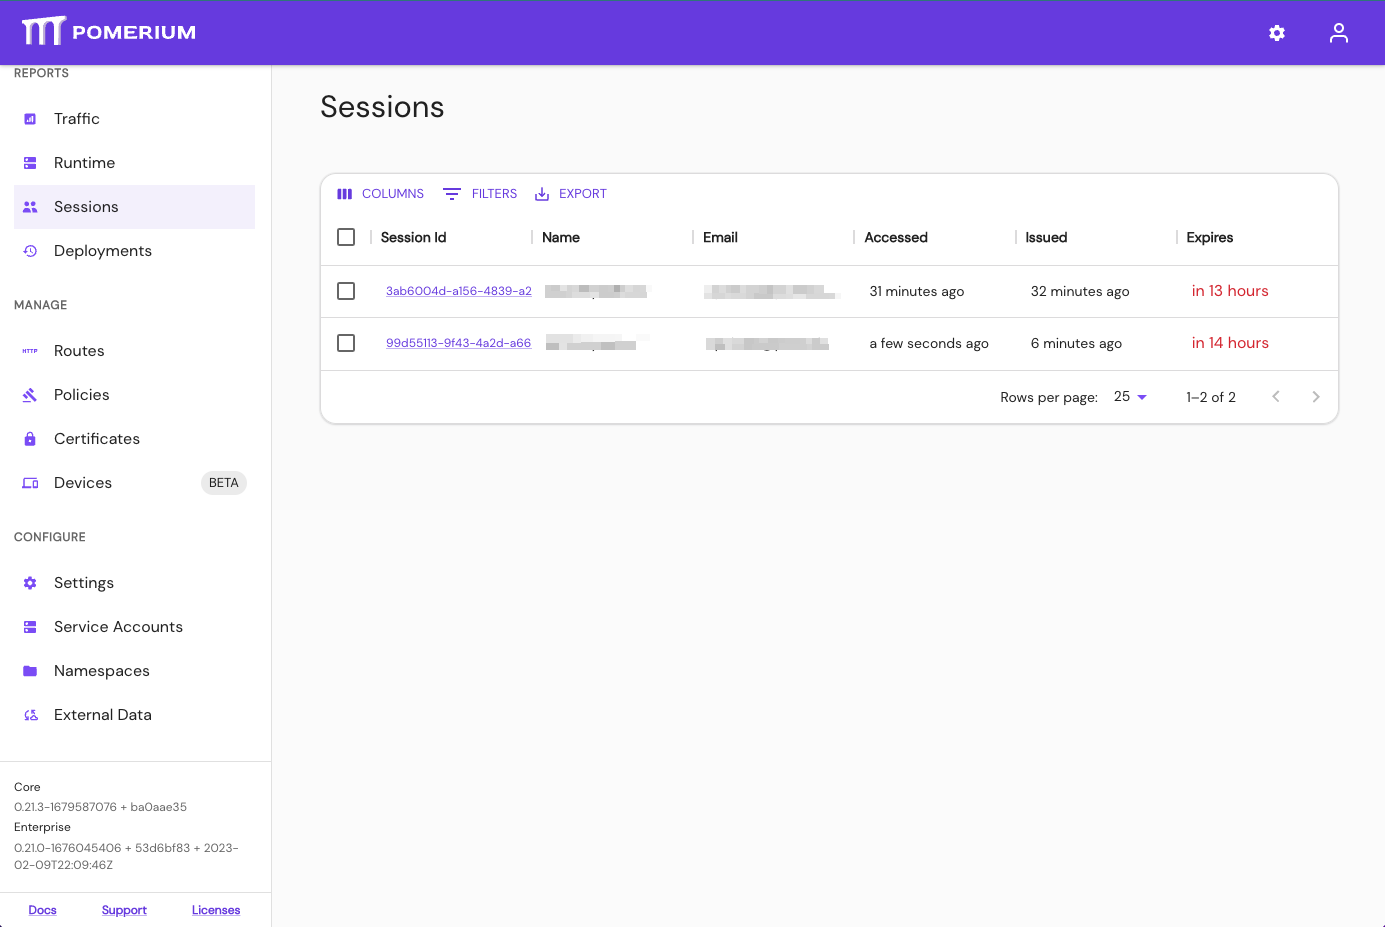 POMERIUM
REPORTS
Traffic
Runtime
Sessions
Deployments
MANAGE
HTTP Routes
Policies
Certificates
Devices BETA
CONFIGURE
Settings
Service Accounts
Namespaces
External Data
Core
0.21.3-1679587076 + ba0aae35
Enterprise
0.21.0-1676045406 + 53d6bf83 + 2023-
02-09T22:09:46Z
Docs Support Licenses
Sessions
COLUMNS FILTERS EXPORT
Session Id Name Email Accessed Issued Expires
3ab6004d-a156-4839-a2 31 minutes ago 32 minutes ago in 13 hours
99d55113-9f43-4a2d-a66 a few seconds ago 6 minutes ago in 14 hours
Rows per page: 25 1–2 of 2